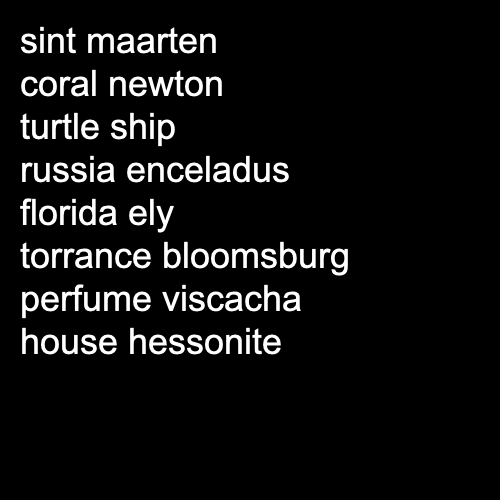 sint maarten
coral newton
turtle ship
russia enceladus
florida ely
torrance bloomsburg
perfume viscacha
house hessonite